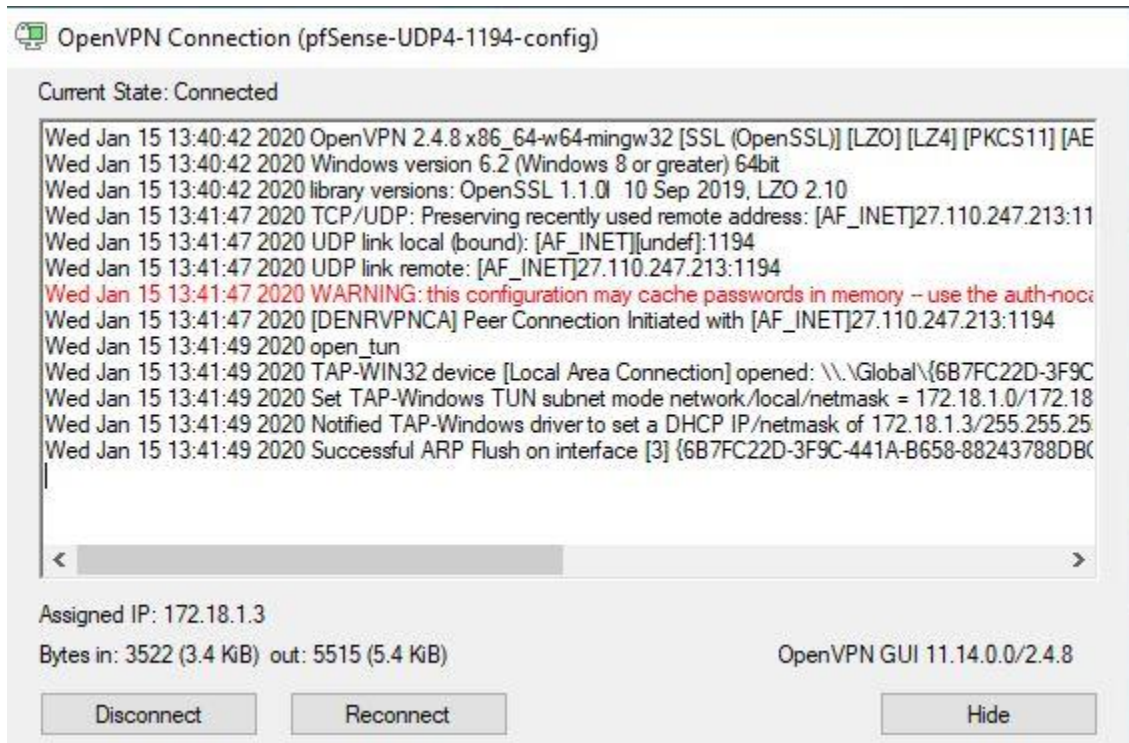 OpenVPN Connection (pfSense-UDP4-1194-config)
Current State: Connected
Wed Jan 15 13:40:42 2020 OpenVPN 2.4.8 x86_64-w64-mingw32 [SSL (OpenSSL)] [LZO] [LZ4] [PKCS11] [AE
Wed Jan 15 13:40:42 2020 Windows version 6.2 (Windows 8 or greater) 64bit
Wed Jan 15 13:40:42 2020 library versions: OpenSSL 1.1.0l  10 Sep 2019, LZO 2.10
Wed Jan 15 13:41:47 2020 TCP/UDP: Preserving recently used remote address: [AF_INET]27.110.247.213:11
Wed Jan 15 13:41:47 2020 UDP link local (bound): [AF_INET][undef]:1194
Wed Jan 15 13:41:47 2020 UDP link remote: [AF_INET]27.110.247.213:1194
Wed Jan 15 13:41:47 2020 WARNING: this configuration may cache passwords in memory -- use the auth-noca
Wed Jan 15 13:41:47 2020 [DENRVPNCA] Peer Connection Initiated with [AF_INET]27.110.247.213:1194
Wed Jan 15 13:41:49 2020 open_tun
Wed Jan 15 13:41:49 2020 TAP-WIN32 device [Local Area Connection] opened: \\.\Global\{6B7FC22D-3F9C
Wed Jan 15 13:41:49 2020 Set TAP-Windows TUN subnet mode network/local/netmask = 172.18.1.0/172.18
Wed Jan 15 13:41:49 2020 Notified TAP-Windows driver to set a DHCP IP/netmask of 172.18.1.3/255.255.25
Wed Jan 15 13:41:49 2020 Successful ARP Flush on interface [3] {6B7FC22D-3F9C-441A-B658-88243788DB
Assigned IP: 172.18.1.3
Bytes in: 3522 (3.4 KiB) out: 5515 (5.4 KiB)
OpenVPN GUI 11.14.0.0/2.4.8
Disconnect
Reconnect
Hide